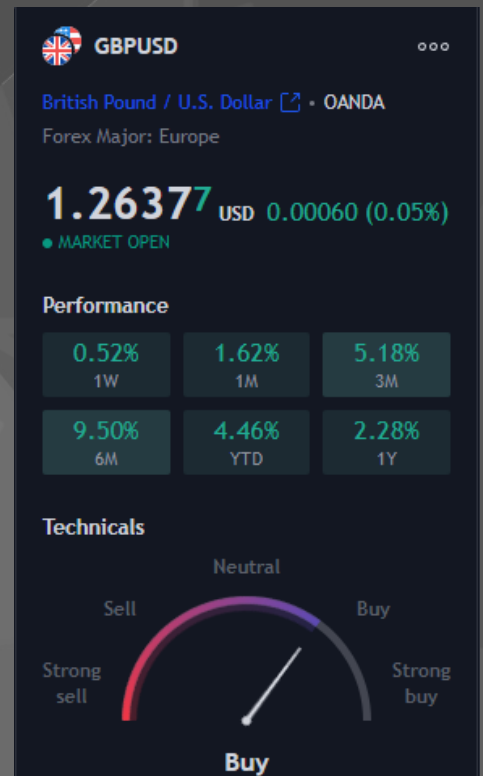 GBPUSD
British Pound / U.S. Dollar • OANDA
Forex Major: Europe
1.26377 USD 0.00060 (0.05%)
• MARKET OPEN
Performance
0.52% 1.62% 5.18%
1W 1M 3M
9.50% 4.46% 2.28%
6M YTD 1Y
Technicals
Neutral
Sell Buy
Strong Strong
sell buy
Buy